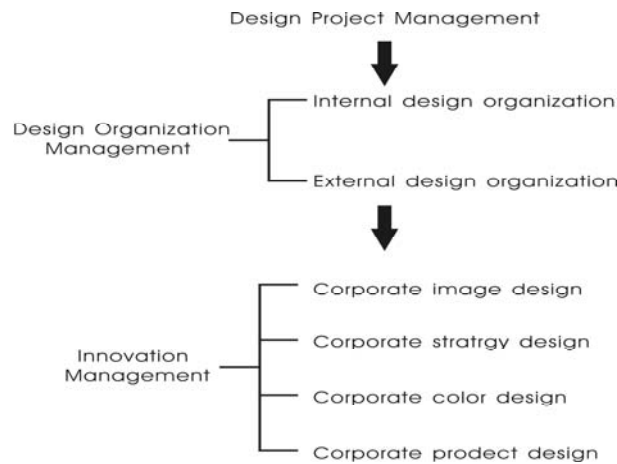 Design Project Management
Internal design organization
Design Organization
Management
External design organization
Corporate image design
Corporate stratrgy design
Innovation
Management
Corporate color design
Corporate prodect design